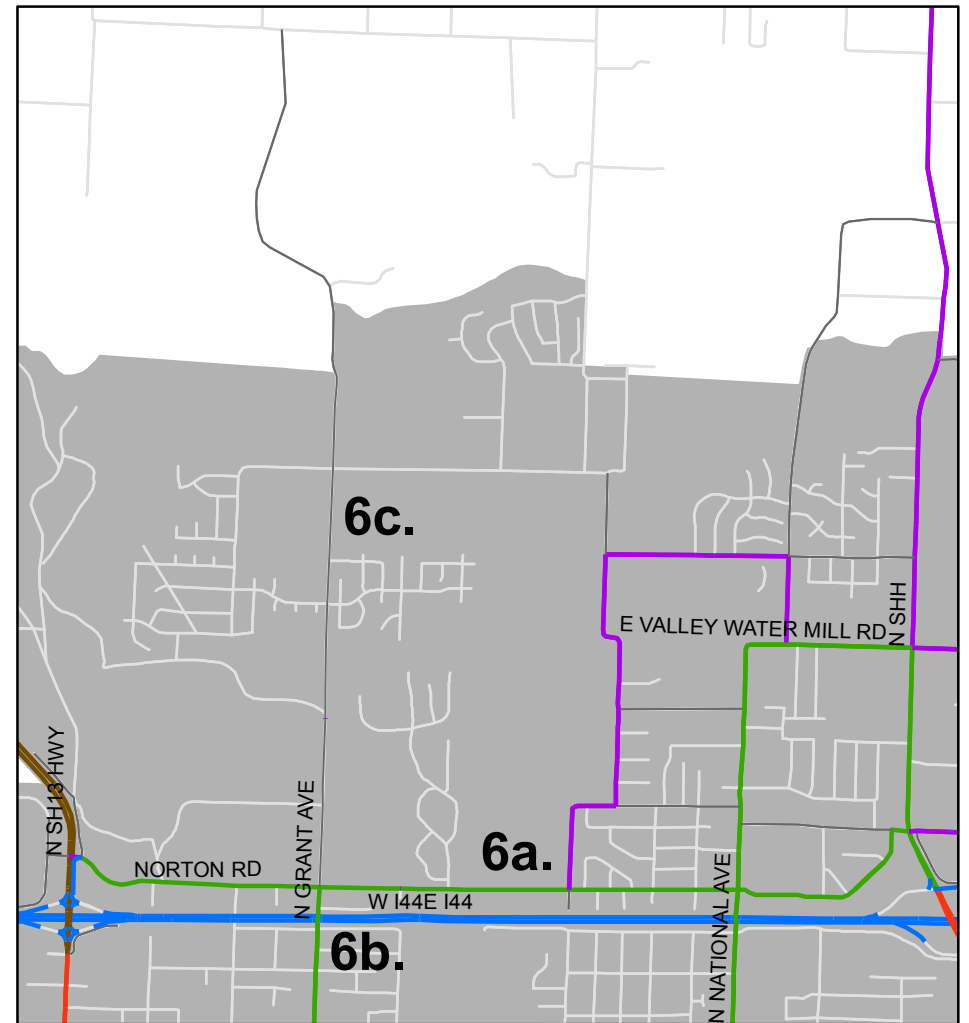 6c.
E VALLEY WATER MILL RD
N SHH
N SH13 HWY
N GRANT AVE
6a.
NORTON RD
W I44E I44
N NATIONAL AVE
6b.